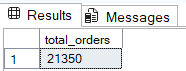 Results Messages
total_orders
1 21350